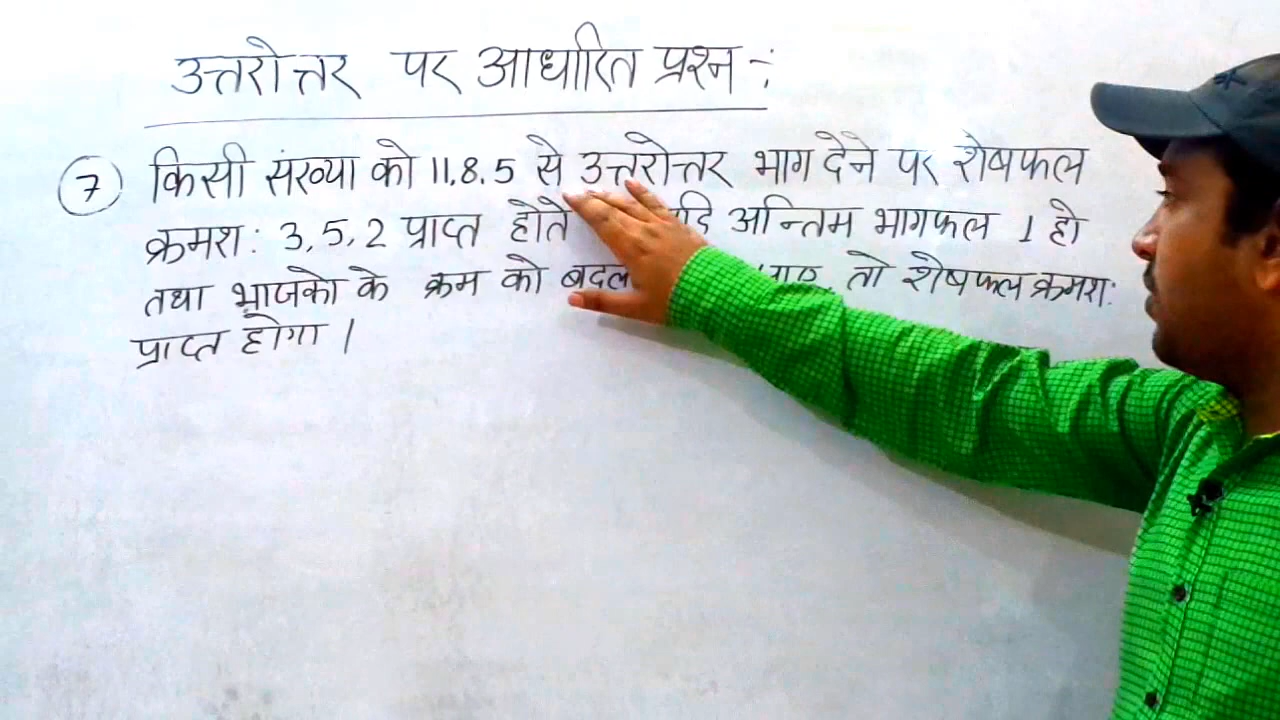 उत्तरोत्तर पर आधारित प्रश्न :-
7 किसी संख्या को 11,8,5 से उत्तरोत्तर भाग देने पर शेषफल
क्रमश: 3,5,2 प्राप्त होते अन्तिम भागफल 1 हो
तथा भाजको के क्रम को बदल तो शेषफल क्रमश:
प्राप्त होगा ।